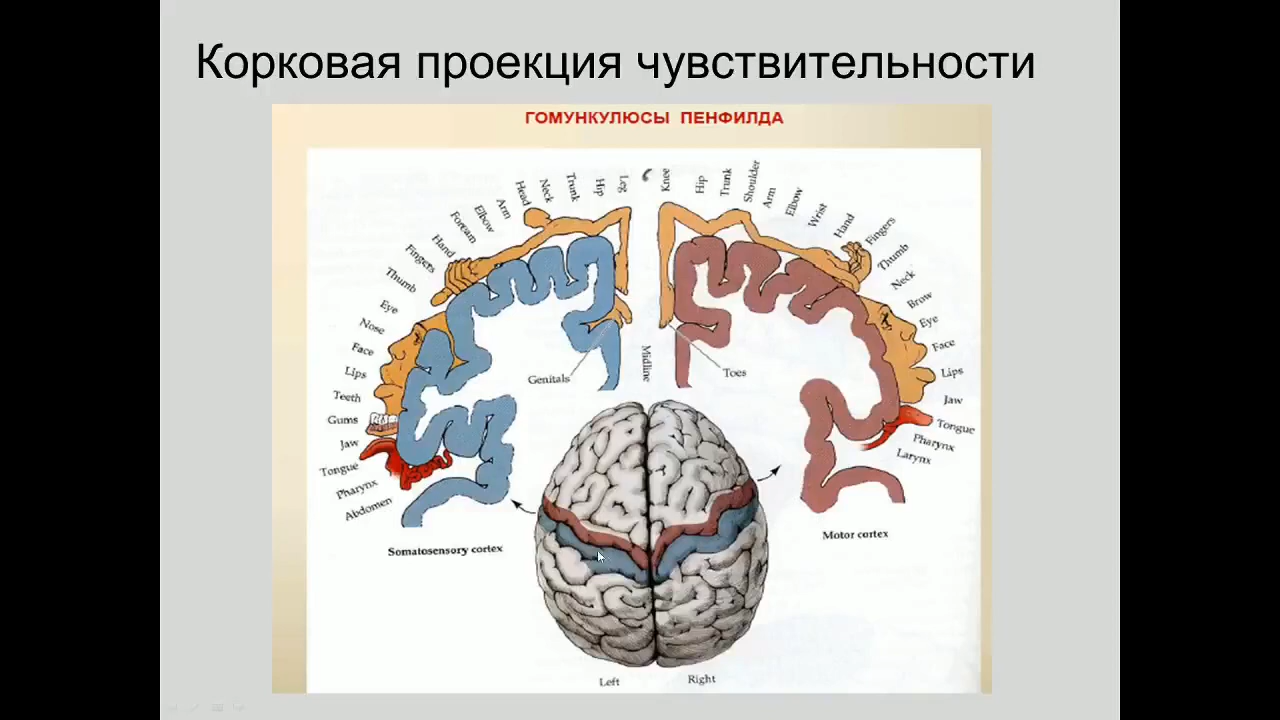 Корковая проекция чувствительности
ГОМУНКУЛЮСЫ ПЕНФИЛДА
Leg
Hip
Trunk
Neck
Head
Arm
Elbow
Forearm
Hand
Fingers
Thumb
Eye
Nose
Face
Lips
Teeth
Gums
Jaw
Tongue
Pharynx
Abdomen
Genitals
Somatosensory cortex
Midline
Knee
Hip
Trunk
Shoulder
Arm
Elbow
Wrist
Hand
Fingers
Thumb
Neck
Brow
Eye
Face
Lips
Jaw
Tongue
Pharynx
Larynx
Toes
Motor cortex
Left
Right